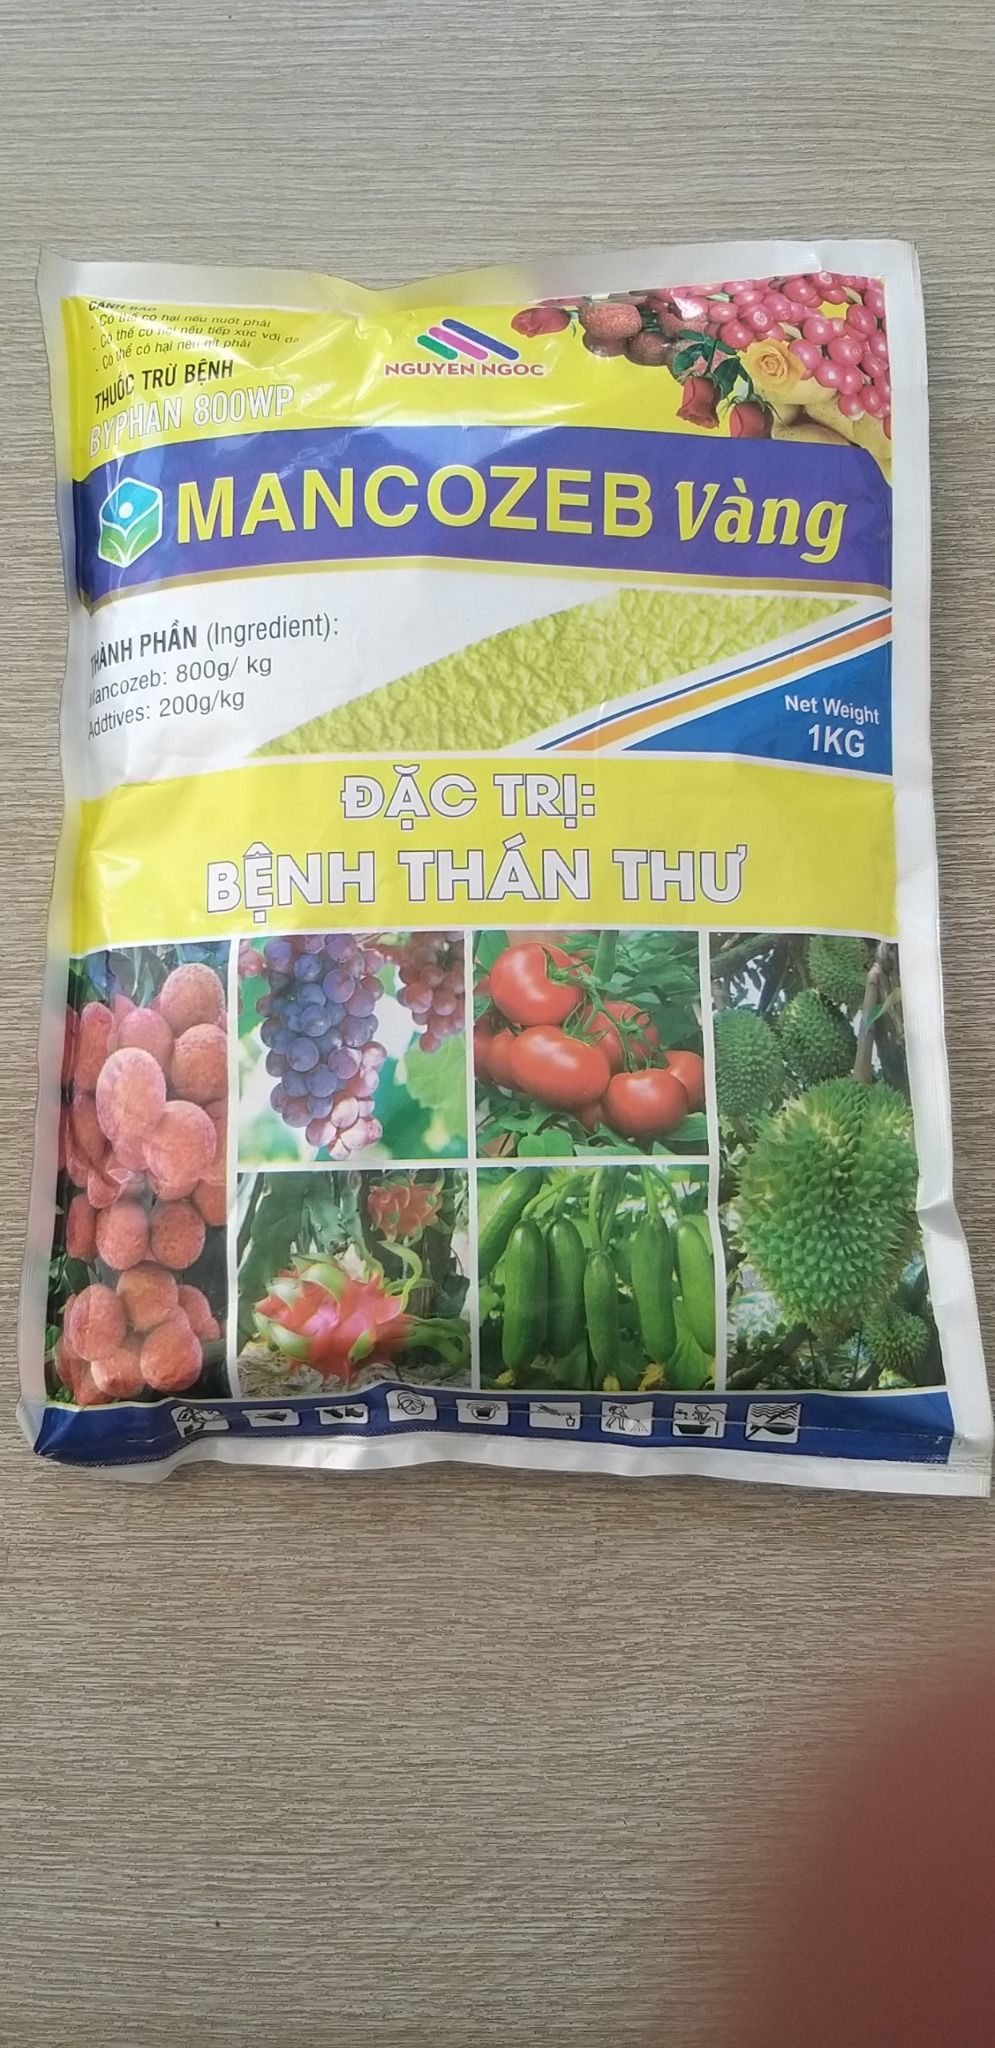 CẢNH BÁO
- Có thể có hại nếu nuốt phải
- Có thể có hại nếu tiếp xúc với da
- Có thể có hại nếu hít phải
THUỐC TRỪ BỆNH
BYPHAN 800WP
NGUYEN NGOC
MANCOZEB Vàng
THÀNH PHẦN (Ingredient):
Mancozeb: 800g/ kg
Addtives: 200g/kg
Net Weight
1KG
ĐẶC TRỊ:
BỆNH THÁN THƯ